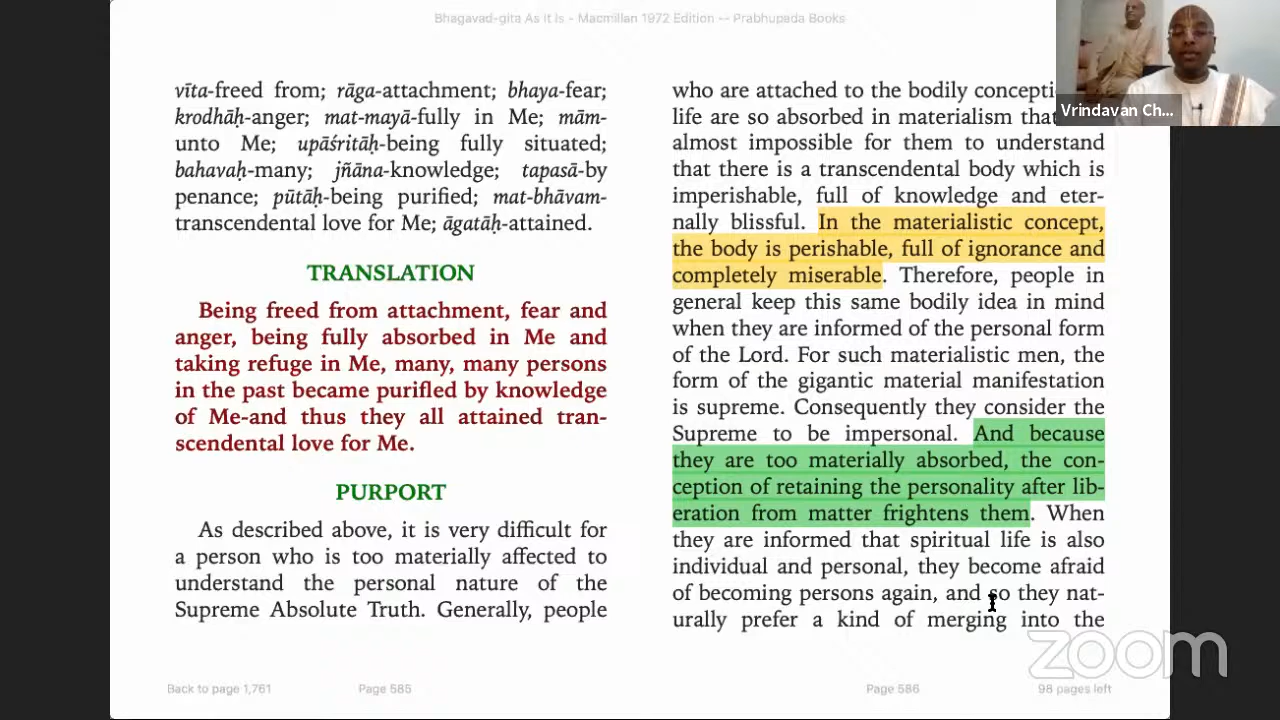 Bhagavad-gita As It Is - Macmillan 1972 Edition -- Prabhupada Books
vīta-freed from; rāga-attachment; bhaya-fear;
krodhāḥ-anger; mat-mayā-fully in Me; mām-
unto Me; upāśritāḥ-being fully situated;
bahavaḥ-many; jñāna-knowledge; tapasā-by
penance; pūtāḥ-being purified; mat-bhāvam-
transcendental love for Me; āgatāḥ-attained.
TRANSLATION
Being freed from attachment, fear and
anger, being fully absorbed in Me and
taking refuge in Me, many, many persons
in the past became purifled by knowledge
of Me-and thus they all attained tran-
scendental love for Me.
PURPORT
As described above, it is very difficult for
a person who is too materially affected to
understand the personal nature of the
Supreme Absolute Truth. Generally, people
who are attached to the bodily concepti
life are so absorbed in materialism tha
almost impossible for them to understand
that there is a transcendental body which is
imperishable, full of knowledge and eter-
nally blissful. In the materialistic concept,
the body is perishable, full of ignorance and
completely miserable. Therefore, people in
general keep this same bodily idea in mind
when they are informed of the personal form
of the Lord. For such materialistic men, the
form of the gigantic material manifestation
is supreme. Consequently they consider the
Supreme to be impersonal. And because
they are too materially absorbed, the con-
ception of retaining the personality after lib-
eration from matter frightens them. When
they are informed that spiritual life is also
individual and personal, they become afraid
of becoming persons again, and so they nat-
urally prefer a kind of merging into the
Back to page 1,761
Page 585
Page 586
98 pages left
Vrindavan Ch...
zoom